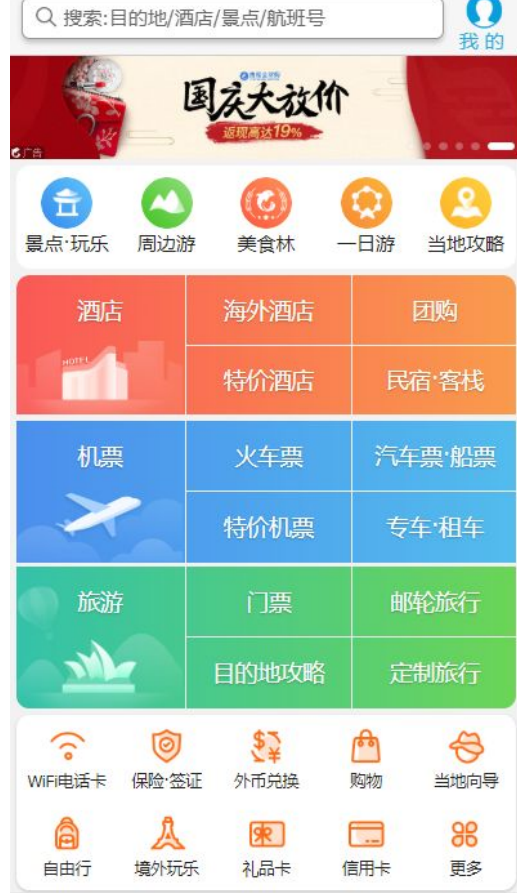 搜索:目的地/酒店/景点/航班号
我的
国庆大放价
返现高达19%
广告
景点·玩乐
周边游
美食林
一日游
当地攻略
酒店
海外酒店
团购
HOTEL
特价酒店
民宿·客栈
机票
火车票
汽车票·船票
特价机票
专车·租车
旅游
门票
邮轮旅行
目的地攻略
定制旅行
WiFi电话卡
保险·签证
外币兑换
购物
当地向导
自由行
境外玩乐
礼品卡
信用卡
更多